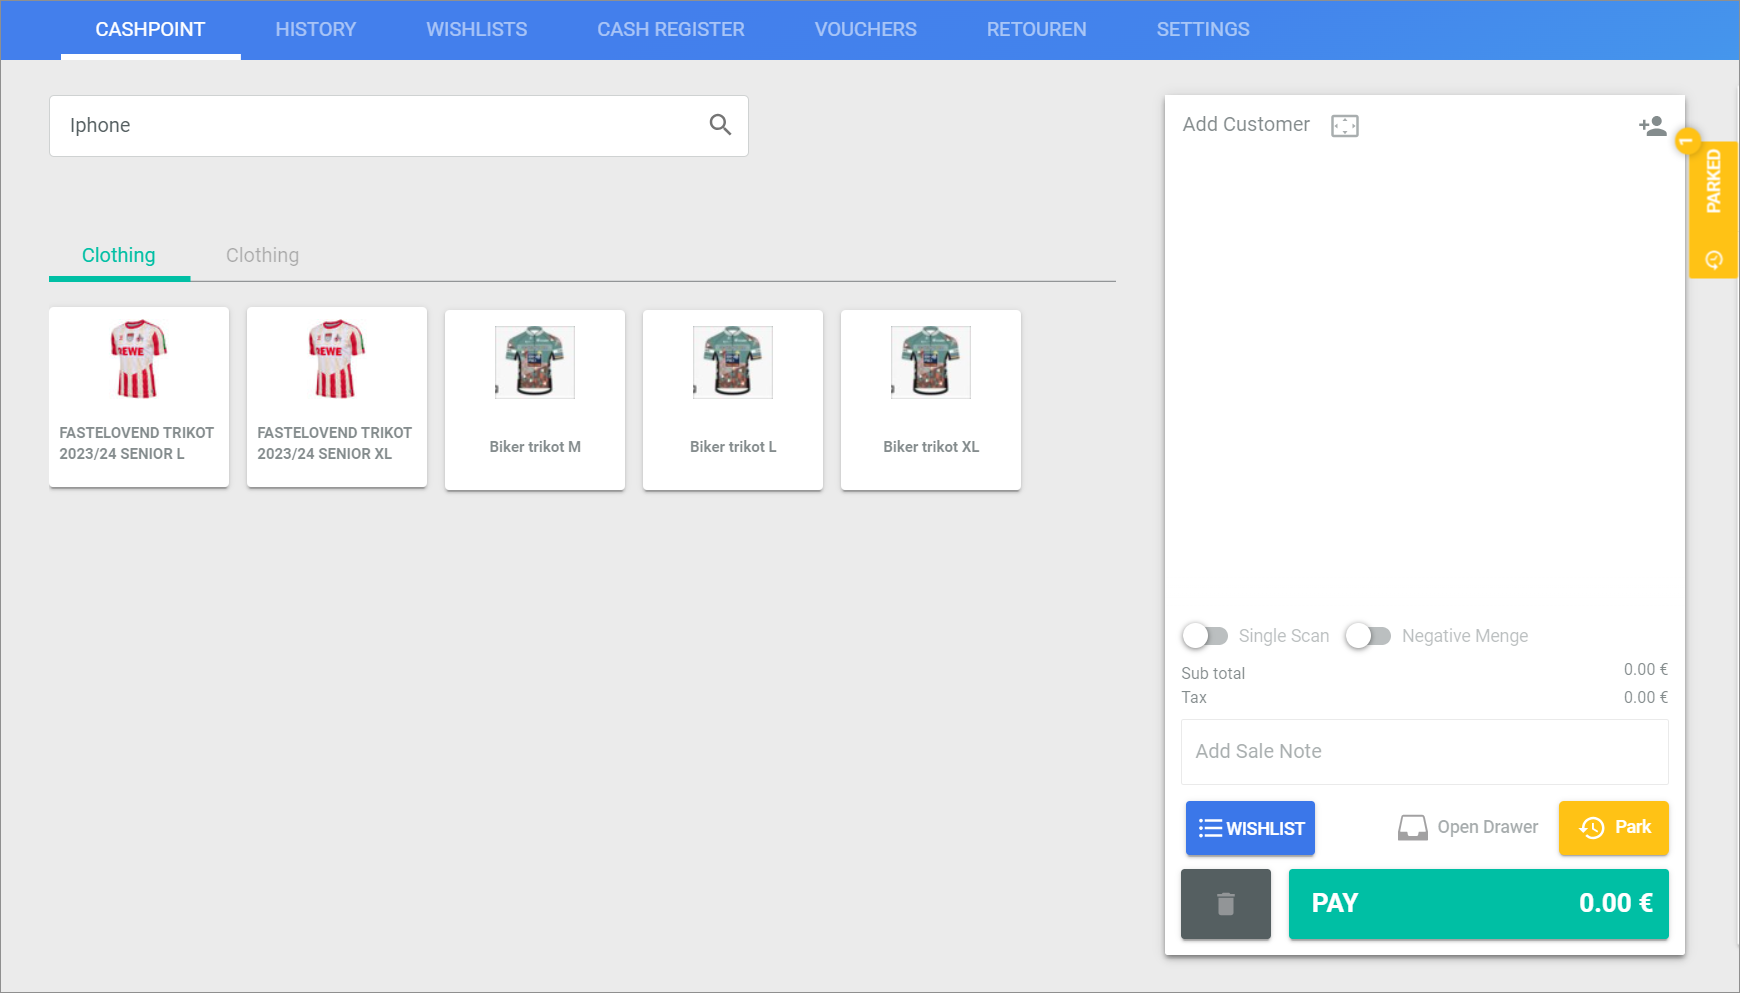 CASHPOINT HISTORY WISHLISTS CASH REGISTER VOUCHERS RETOUREN SETTINGS
Iphone
Add Customer
1
PARKED
Clothing Clothing
REWE
FASTELOVEND TRIKOT
2023/24 SENIOR L
REWE
FASTELOVEND TRIKOT
2023/24 SENIOR XL
Biker trikot M
Biker trikot L
Biker trikot XL
Single Scan Negative Menge
Sub total 0.00 €
Tax 0.00 €
Add Sale Note
WISHLIST Open Drawer Park
PAY 0.00 €